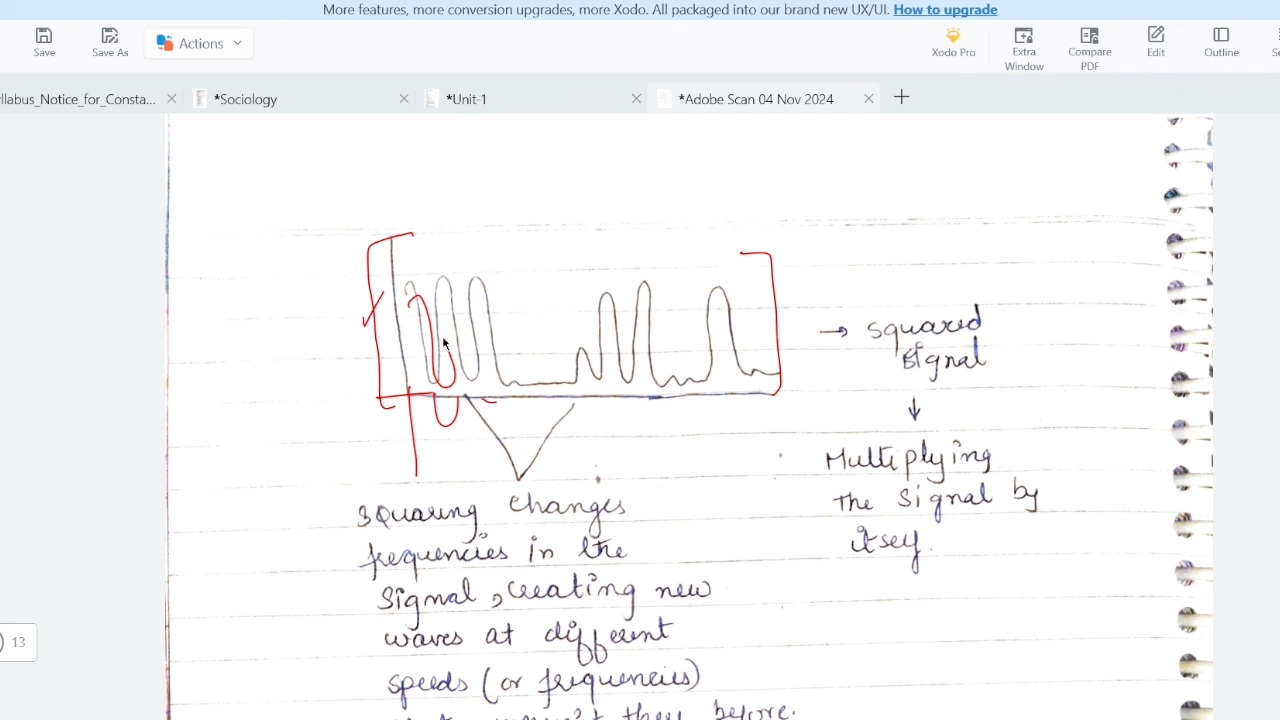 More features, more conversion upgrades, more Xodo. All packaged into our brand new UX/UI. How to upgrade
Save
Save As
Actions
Xodo Pro
Extra Window
Compare PDF
Edit
Outline
llabus_Notice_for_Consta...
*Sociology
*Unit-1
*Adobe Scan 04 Nov 2024
→ squared
signal
↓
Multiplying
the signal by
itself.
Squaring changes
frequencies in the
signal, creating new
waves at different
speeds (or frequencies)
they before.
13